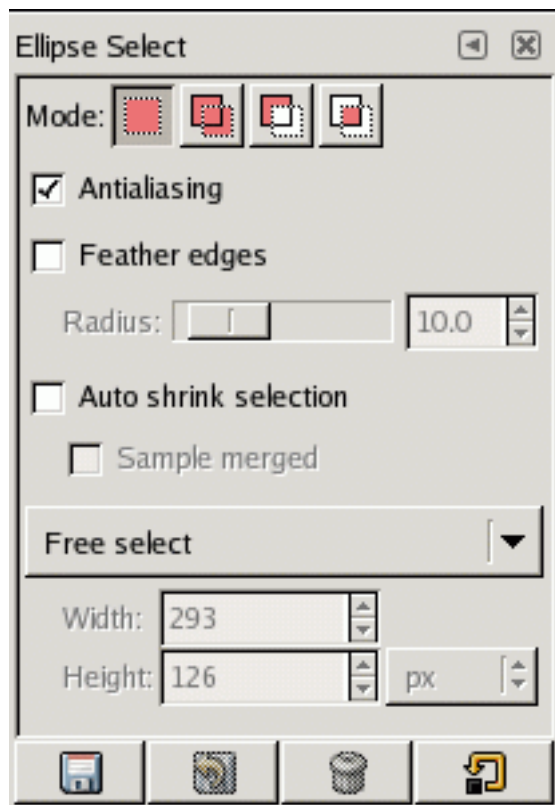 Ellipse Select
Mode:
Antialiasing
Feather edges
Radius: 10.0
Auto shrink selection
Sample merged
Free select
Width: 293
Height: 126 px